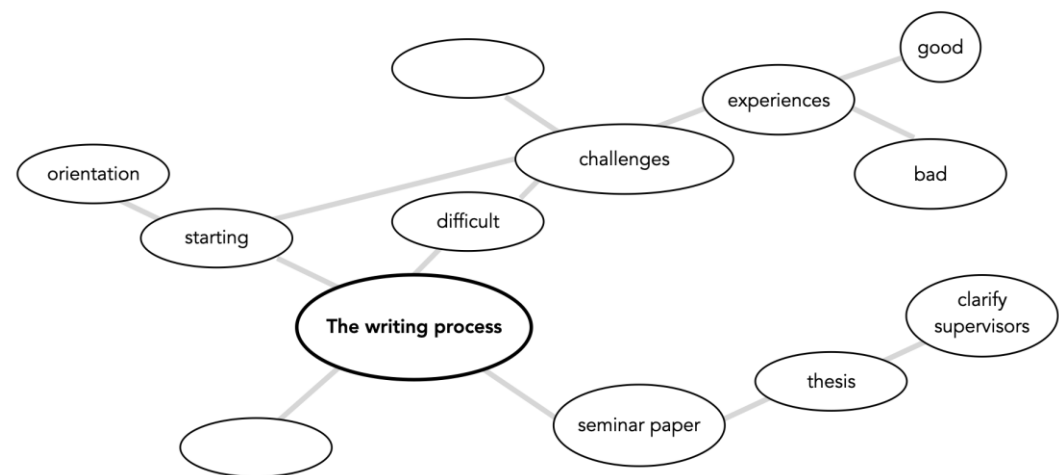 good
experiences
challenges
orientation
bad
difficult
starting
clarify
supervisors
The writing process
thesis
seminar paper